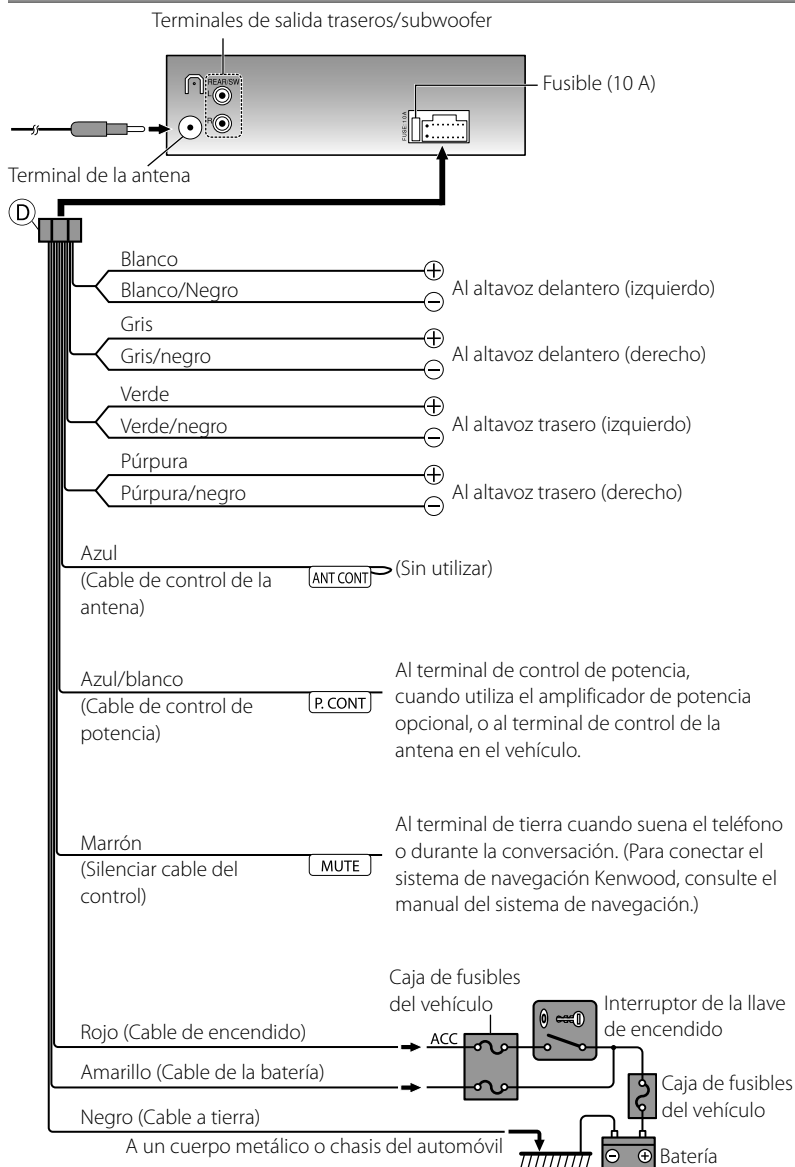 Terminales de salida traseros/subwoofer
REAR/SW
L
R
FUSE:10A
Fusible (10 A)
Terminal de la antena
D
Blanco
Blanco/Negro
Al altavoz delantero (izquierdo)
Gris
Gris/negro
Al altavoz delantero (derecho)
Verde
Verde/negro
Al altavoz trasero (izquierdo)
Púrpura
Púrpura/negro
Al altavoz trasero (derecho)
Azul
(Cable de control de la
antena)
ANT CONT
(Sin utilizar)
Azul/blanco
(Cable de control de
potencia)
P. CONT
Al terminal de control de potencia,
cuando utiliza el amplificador de potencia
opcional, o al terminal de control de la
antena en el vehículo.
Marrón
(Silenciar cable del
control)
MUTE
Al terminal de tierra cuando suena el teléfono
o durante la conversación. (Para conectar el
sistema de navegación Kenwood, consulte el
manual del sistema de navegación.)
Caja de fusibles
del vehículo
Interruptor de la llave
de encendido
Rojo (Cable de encendido)
ACC
Amarillo (Cable de la batería)
Caja de fusibles
del vehículo
Negro (Cable a tierra)
A un cuerpo metálico o chasis del automóvil
Batería